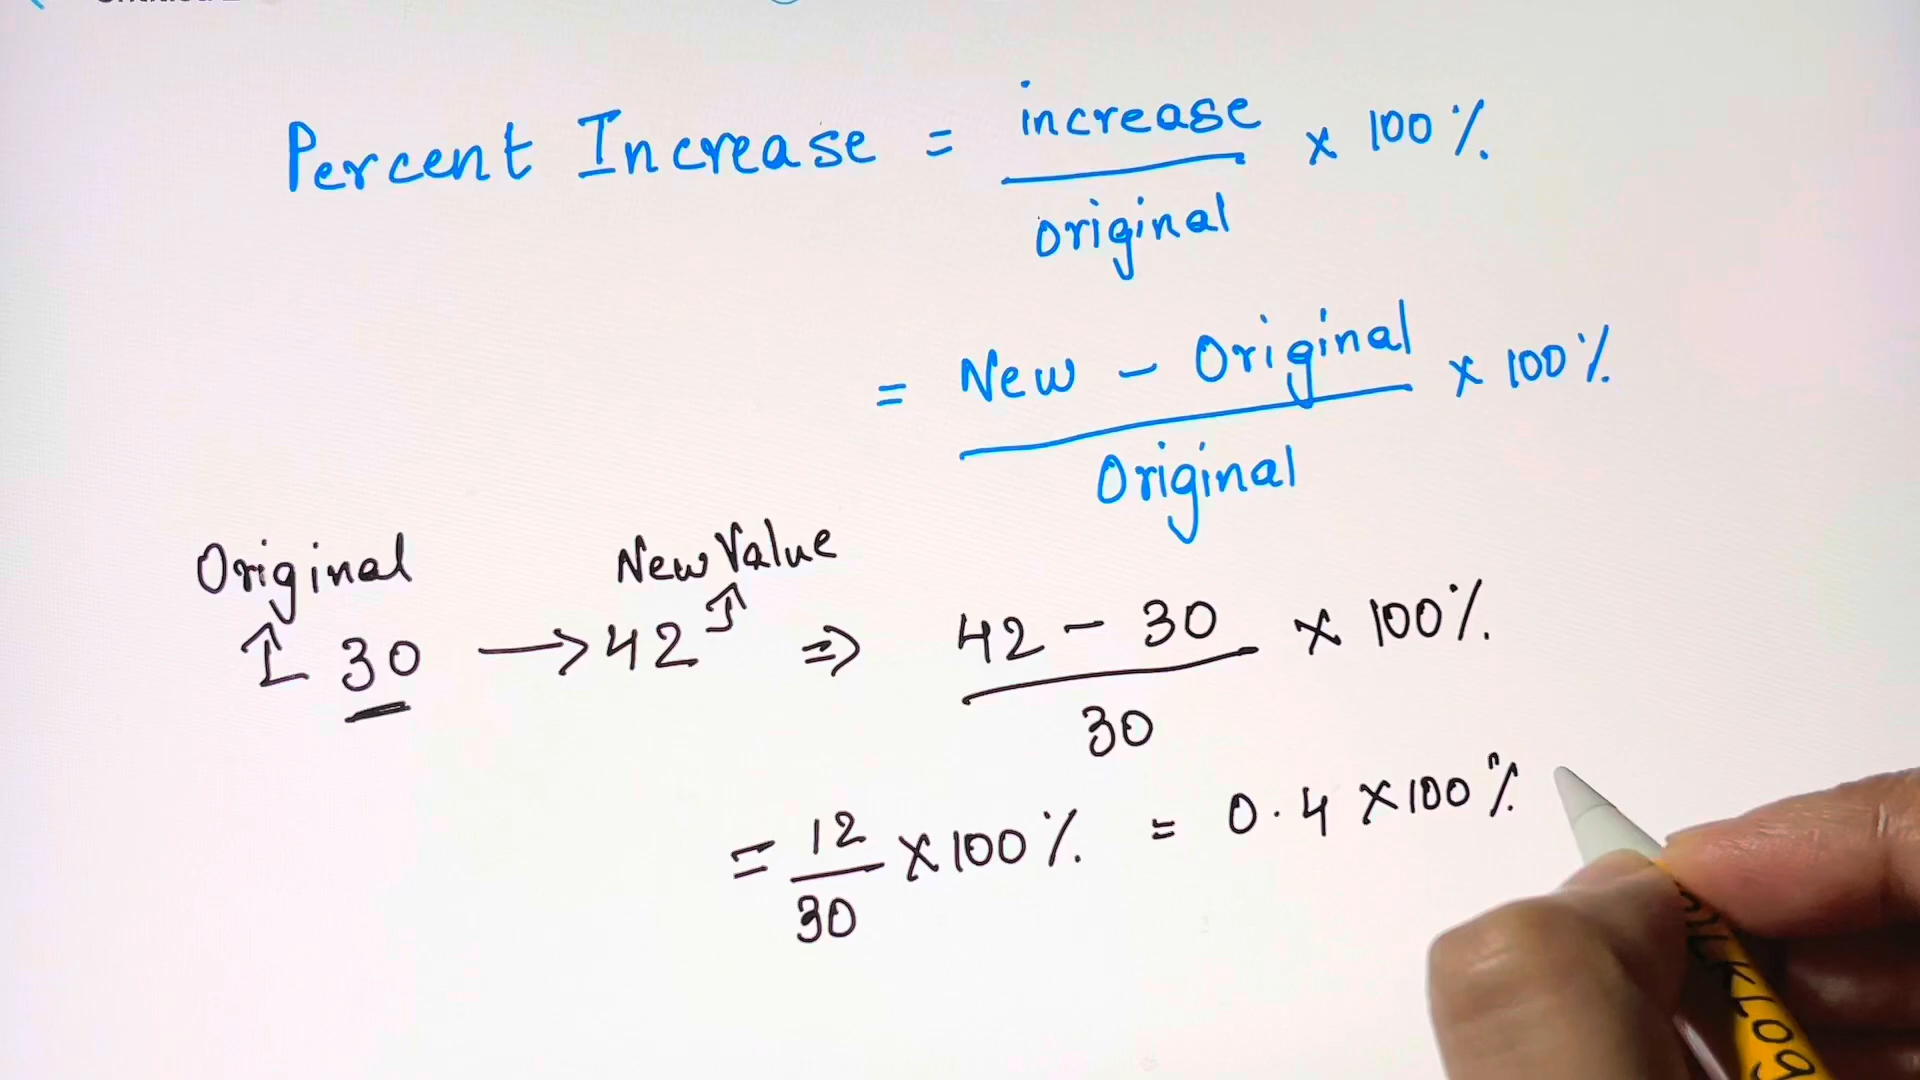 Percent Increase = increase / original × 100%
= New - Original / Original × 100%
Original New Value
30 → 42 ⇒ 42 - 30 / 30 × 100%
= 12 / 30 × 100% = 0.4 × 100%